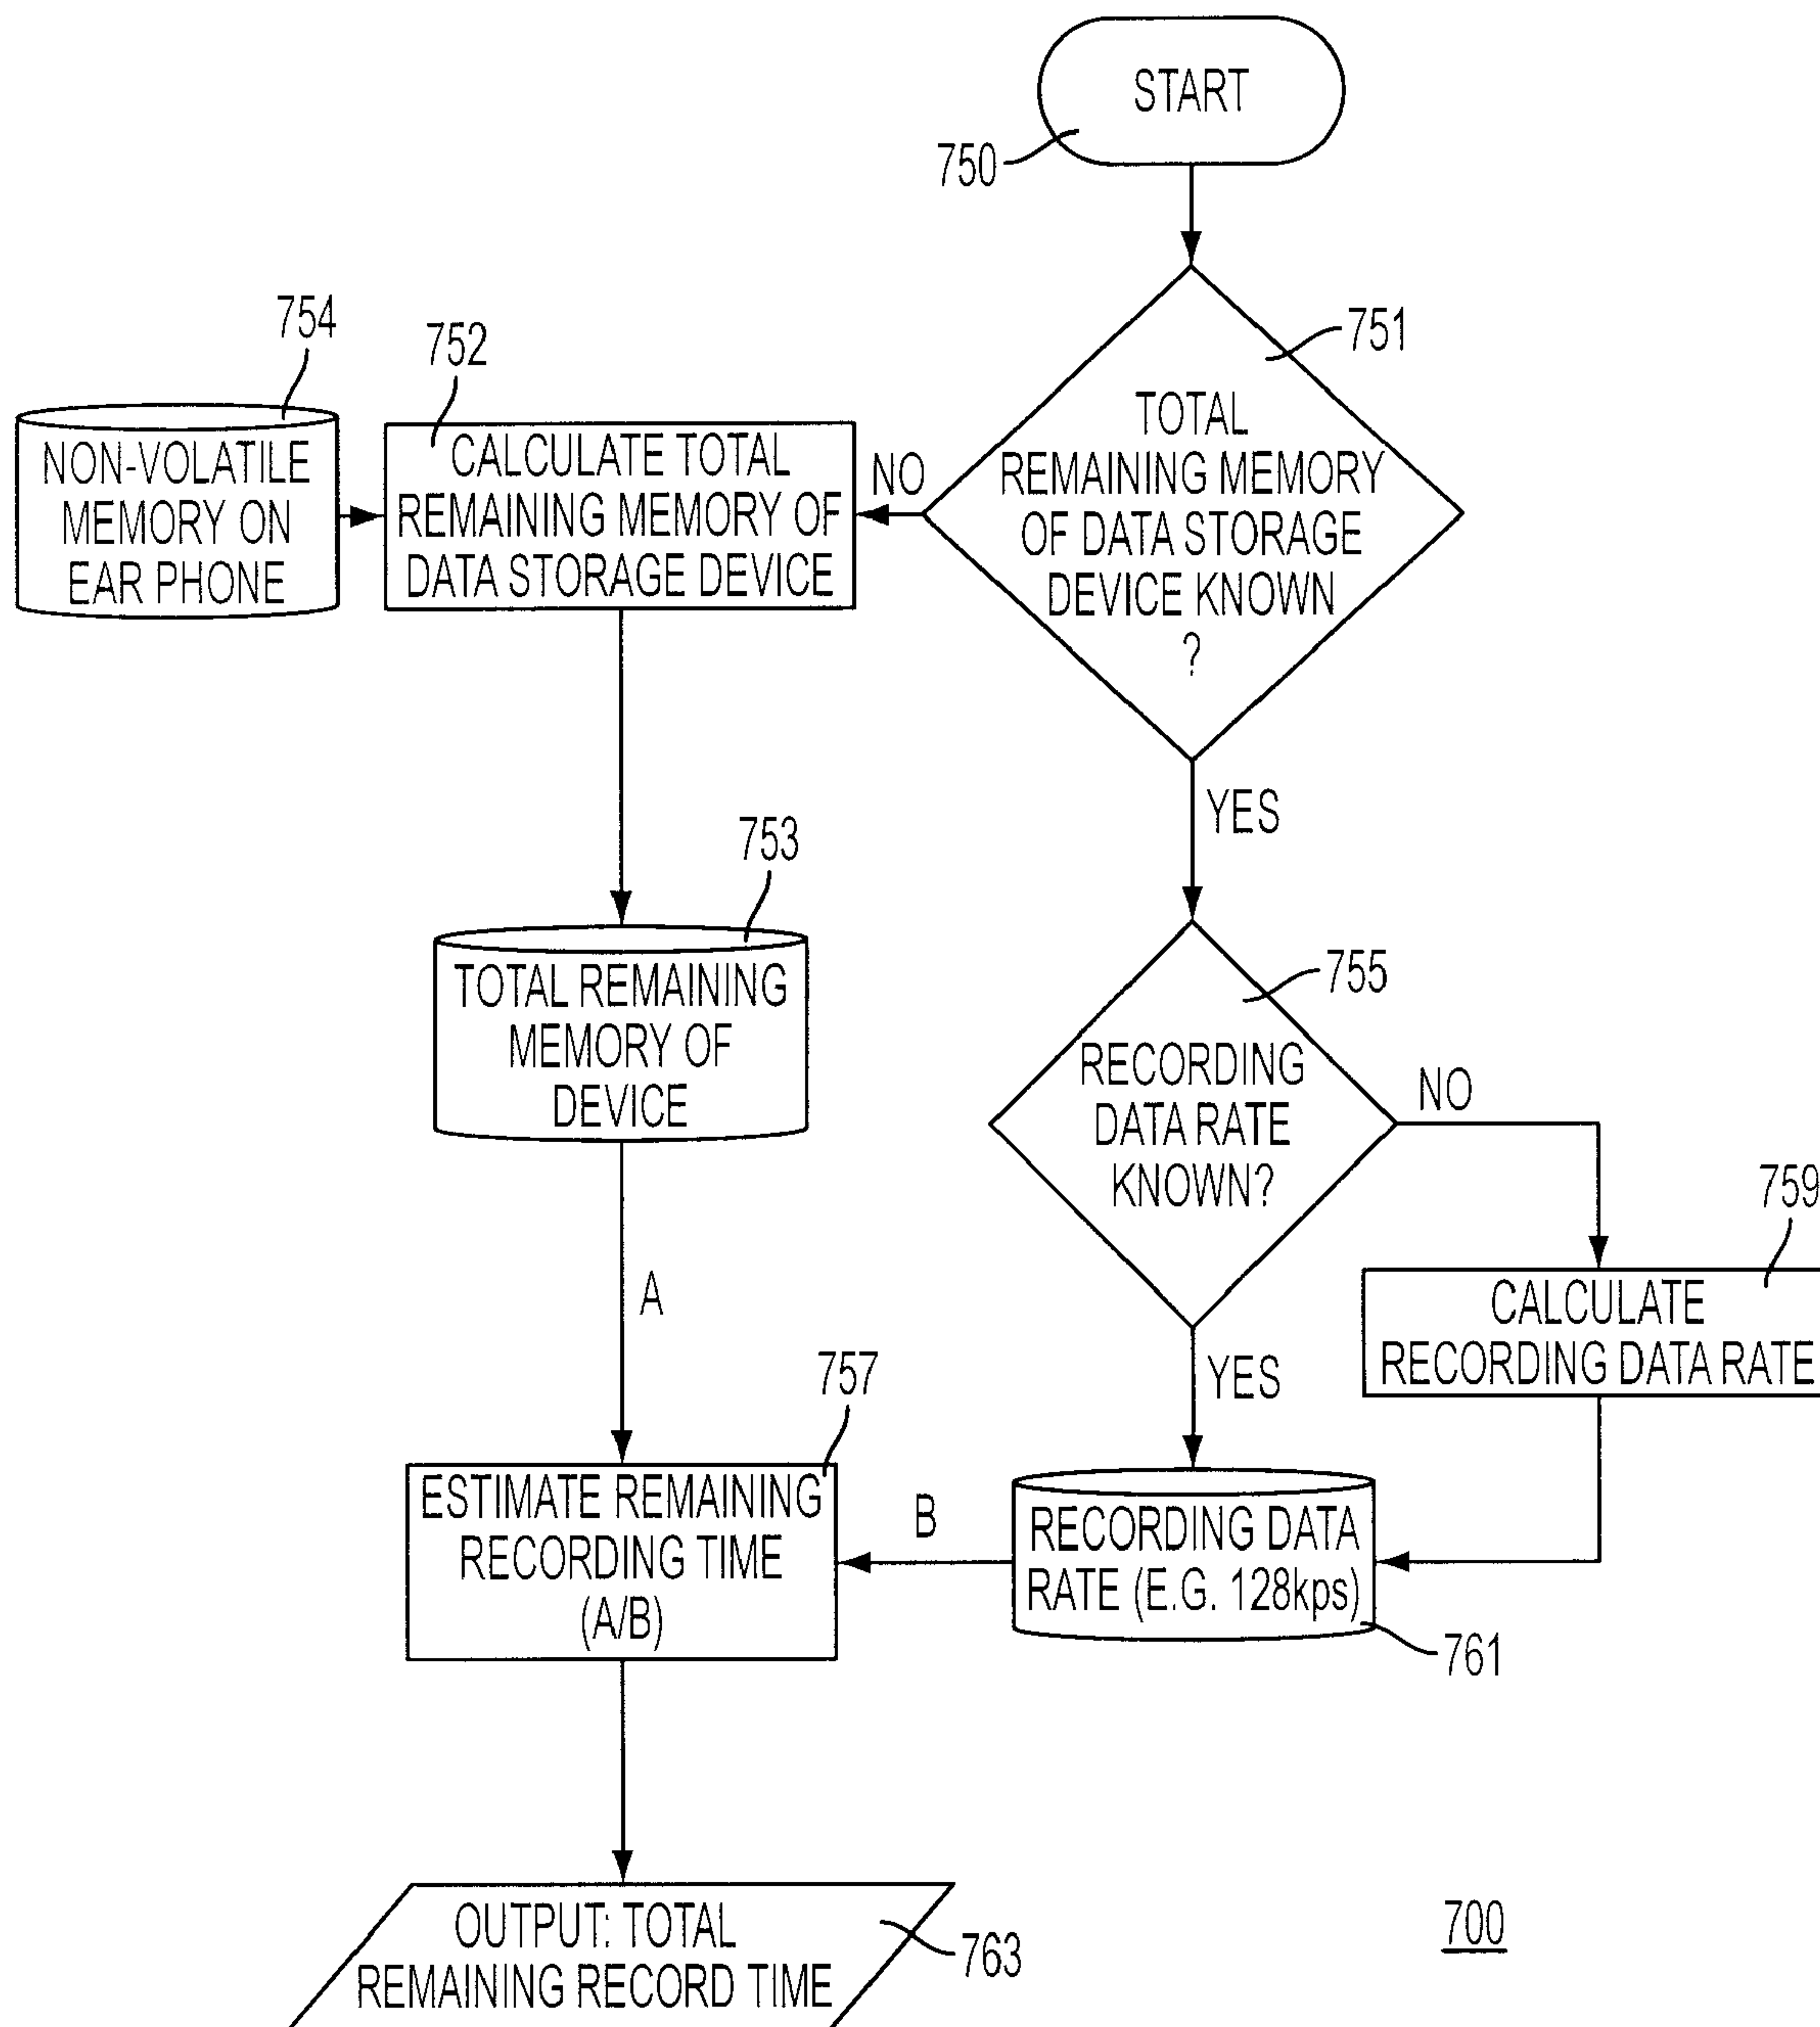 START
750
751
TOTAL
REMAINING MEMORY
OF DATA STORAGE
DEVICE KNOWN
?
NO
YES
752
CALCULATE TOTAL
REMAINING MEMORY OF
DATA STORAGE DEVICE
754
NON-VOLATILE
MEMORY ON
EAR PHONE
753
TOTAL REMAINING
MEMORY OF
DEVICE
A
755
RECORDING
DATA RATE
KNOWN?
NO
YES
759
CALCULATE
RECORDING DATA RATE
757
ESTIMATE REMAINING
RECORDING TIME
(A/B)
B
RECORDING DATA
RATE (E.G. 128kps)
761
OUTPUT: TOTAL
REMAINING RECORD TIME
763
700